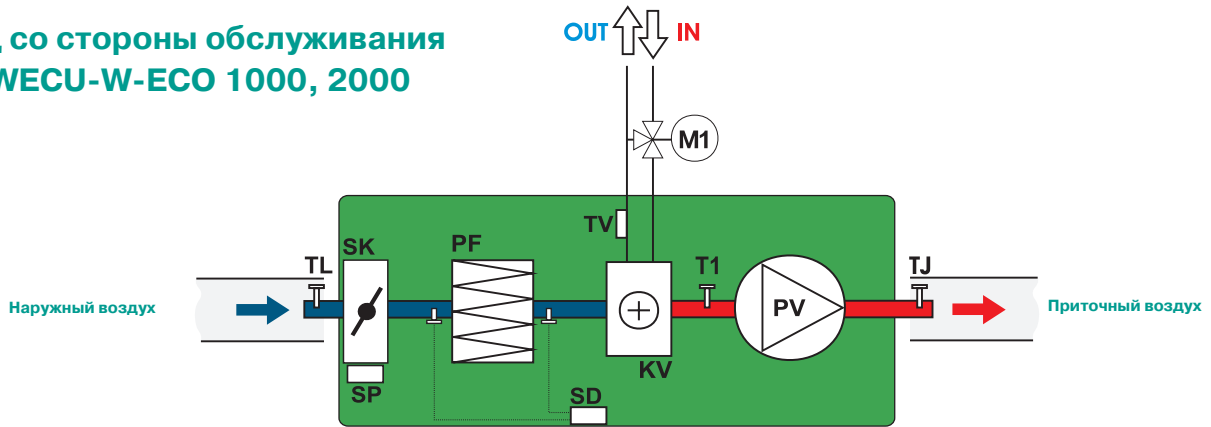 OUT IN
со стороны обслуживания
WECU-W-ECO 1000, 2000
M1
TV
SK PF
TL T1 TJ
Наружный воздух
PV
Приточный воздух
KV
SP SD